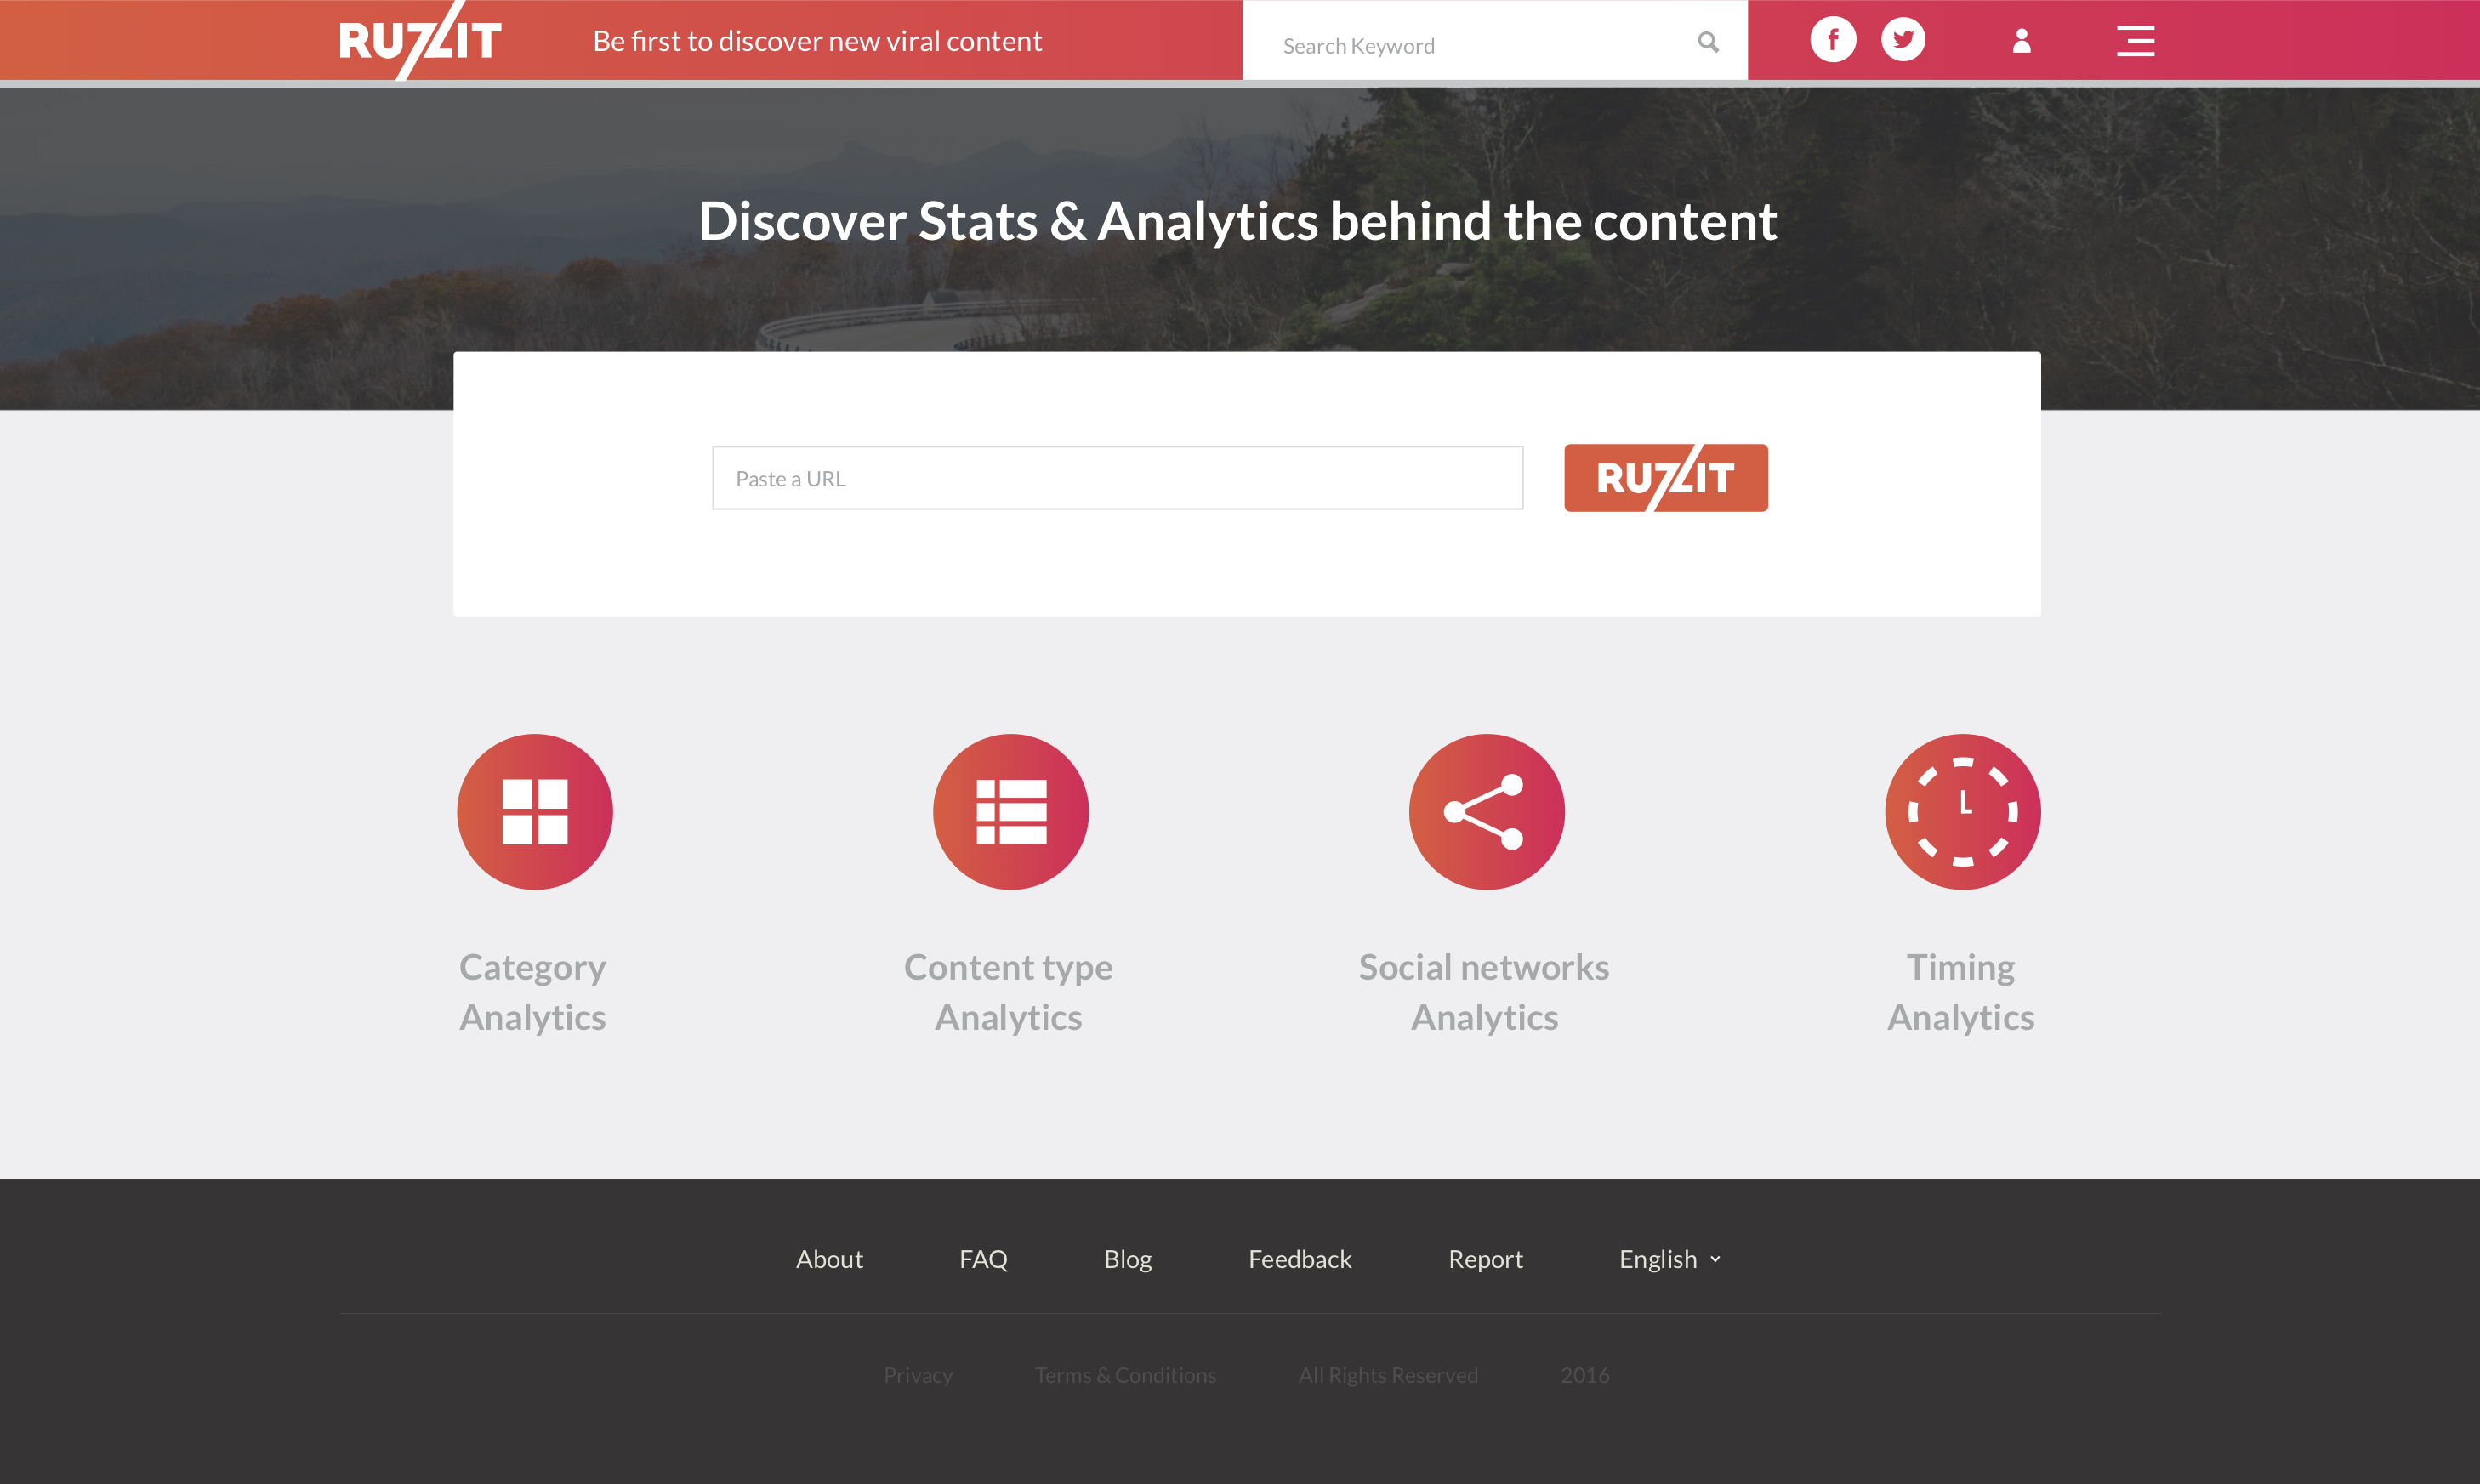 RUZZIT
Be first to discover new viral content
Search Keyword
Discover Stats & Analytics behind the content
Paste a URL
RUZZIT
Category
Analytics
Content type
Analytics
Social networks
Analytics
Timing
Analytics
About
FAQ
Blog
Feedback
Report
English
Privacy
Terms & Conditions
All Rights Reserved
2016